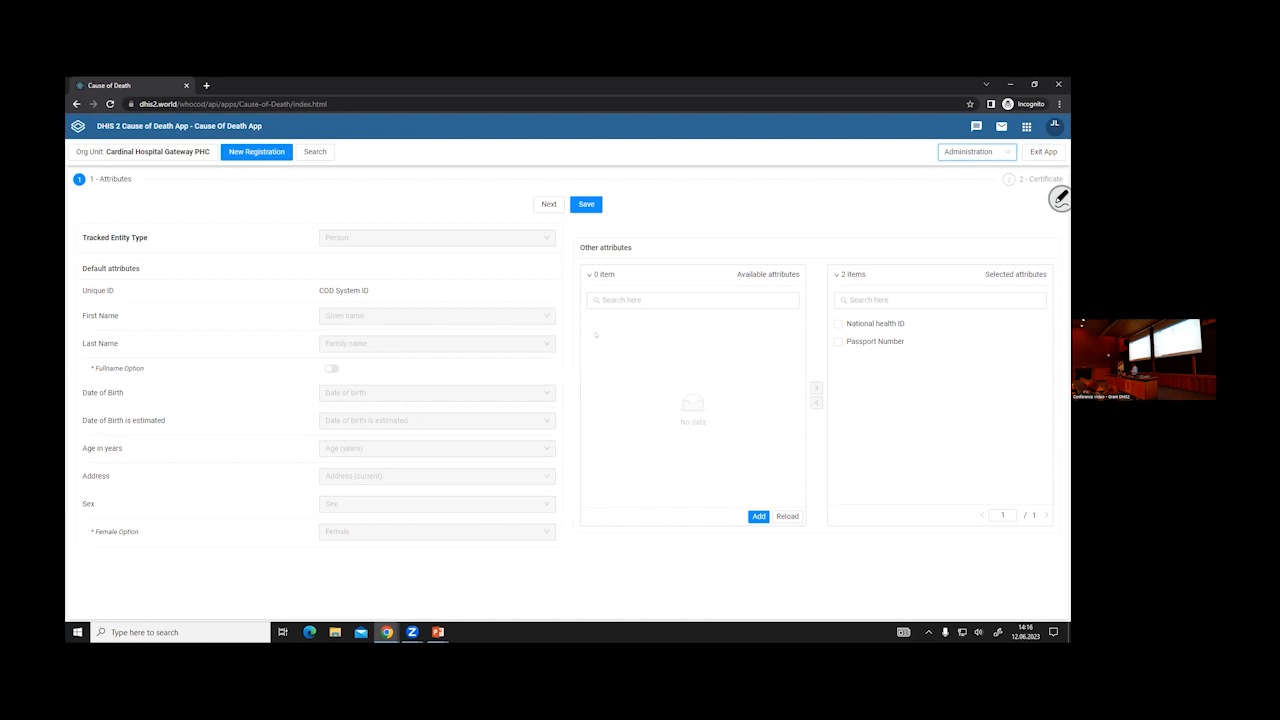 Cause of Death
dhis2.world/whocod/api/apps/Cause-of-Death/index.html
Incognito
DHIS 2 Cause of Death App - Cause Of Death App
JL
Org Unit: Cardinal Hospital Gateway PHC
New Registration
Search
Administration
Exit App
1
1 - Attributes
2
2 - Certificate
Next
Save
Tracked Entity Type
Person
Default attributes
Unique ID
COD System ID
First Name
Given name
Last Name
Family name
* Fullname Option
Date of Birth
Date of birth
Date of Birth is estimated
Date of birth is estimated
Age in years
Age (years)
Address
Address (current)
Sex
Sex
* Female Option
Female
Other attributes
0 item
Available attributes
Search here
No data
Add
Reload
2 items
Selected attributes
Search here
National health ID
Passport Number
1
/ 1
Conference Video - Grant DHIS2
Type here to search
14:16
12.06.2023